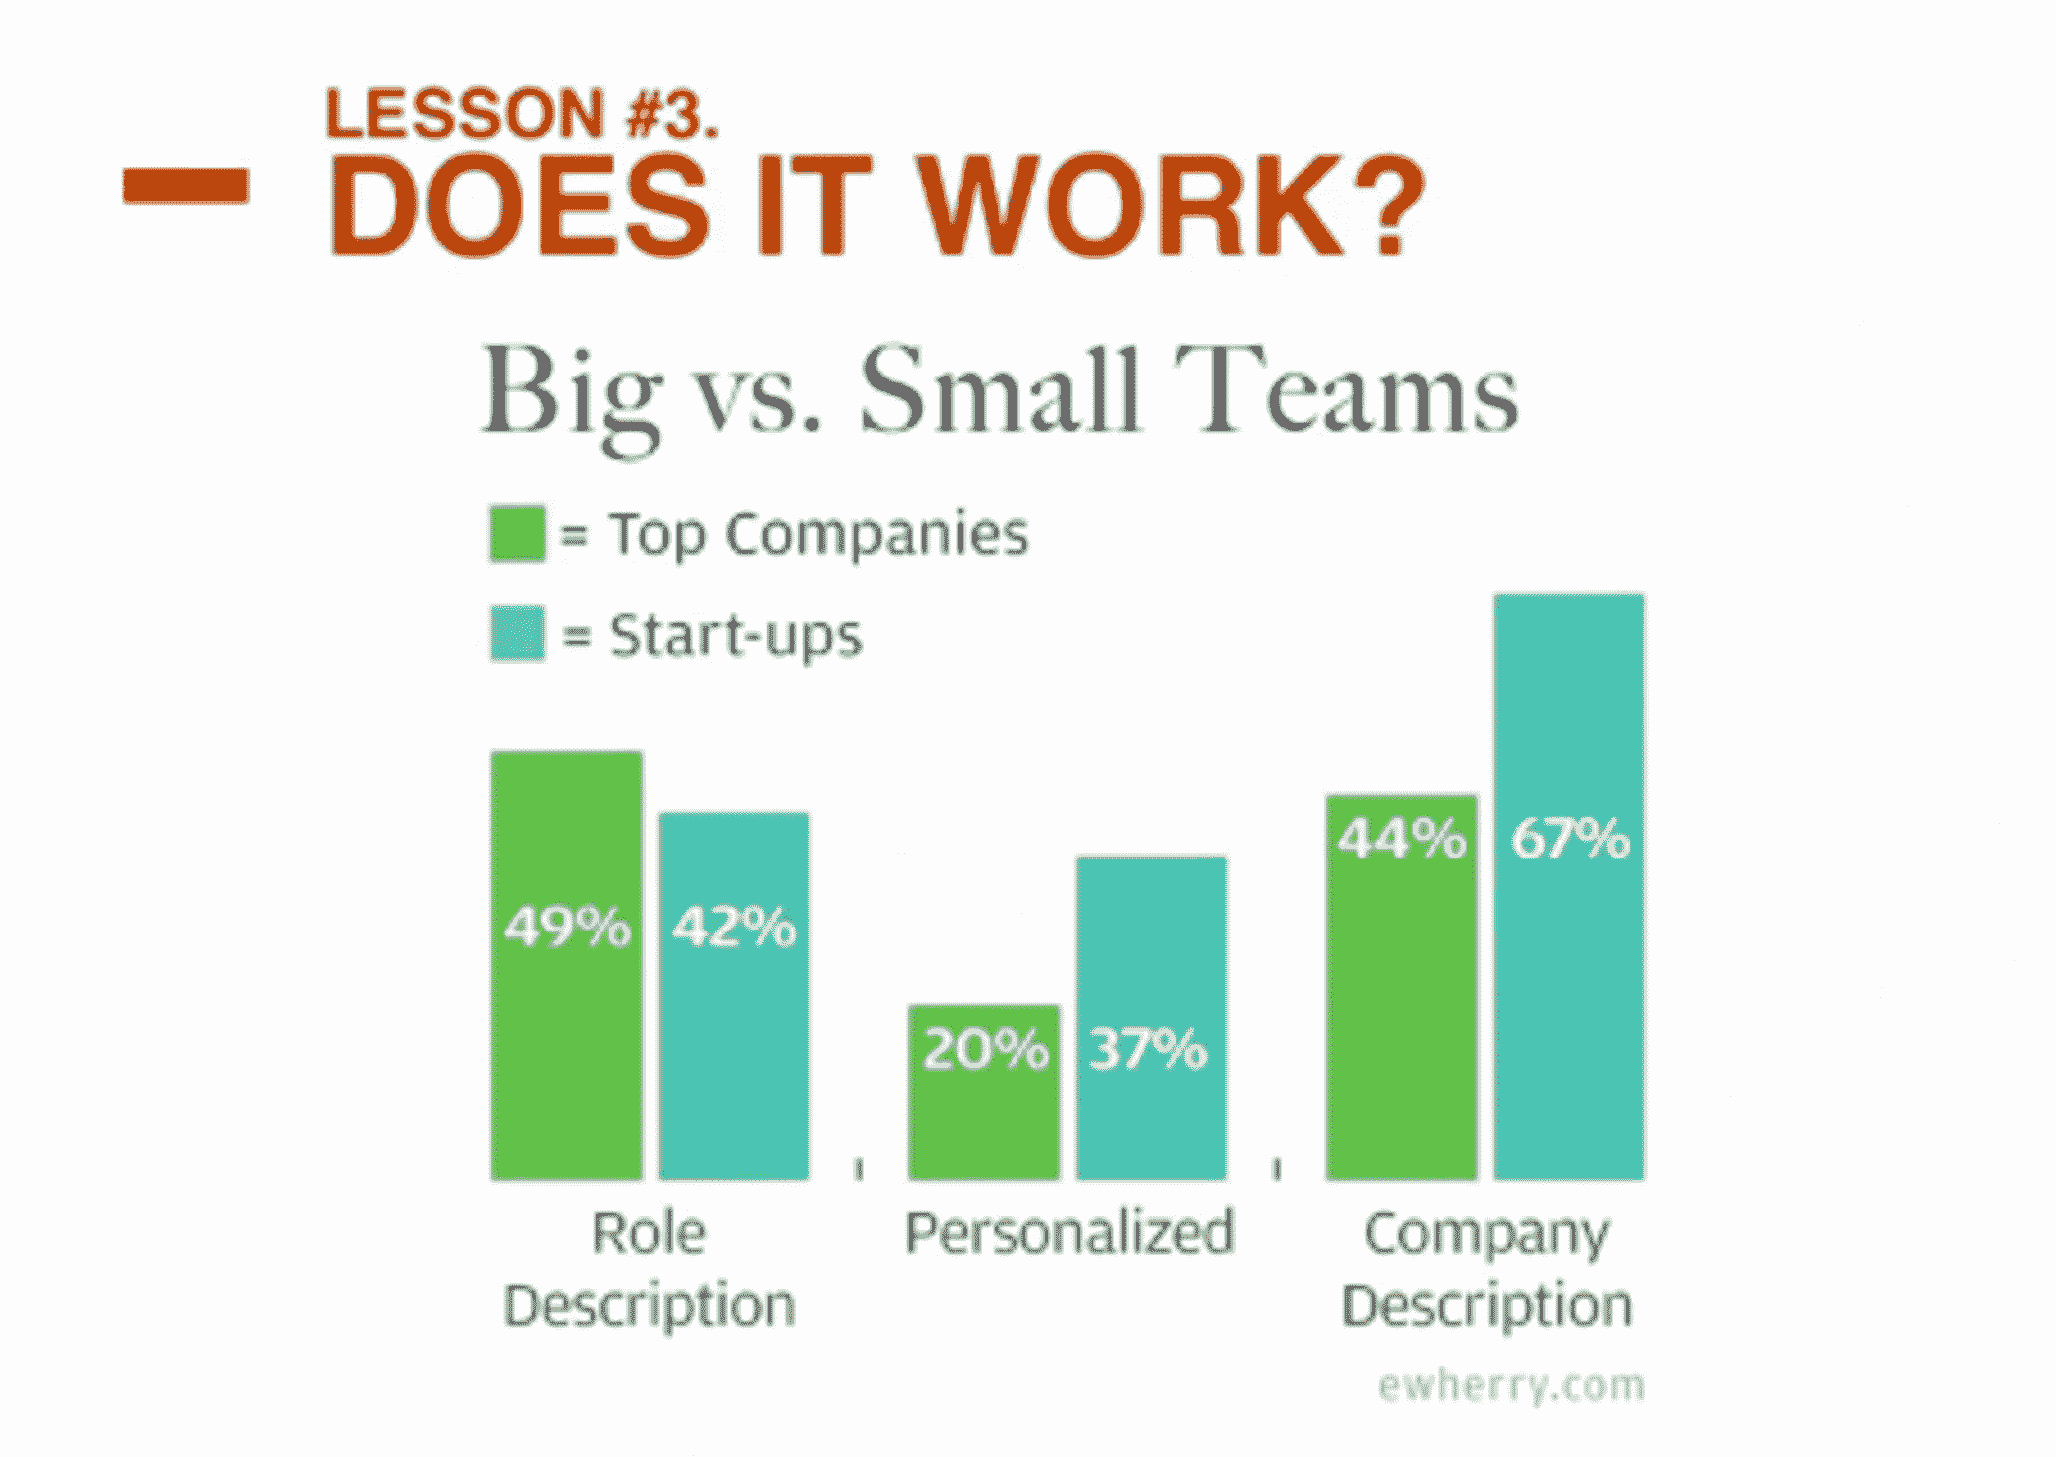 LESSON #3.
DOES IT WORK?
Big vs. Small Teams
= Top Companies
= Start-ups
49%
42%
20%
37%
44%
67%
Role
Description
Personalized
Company
Description
ewherry.com